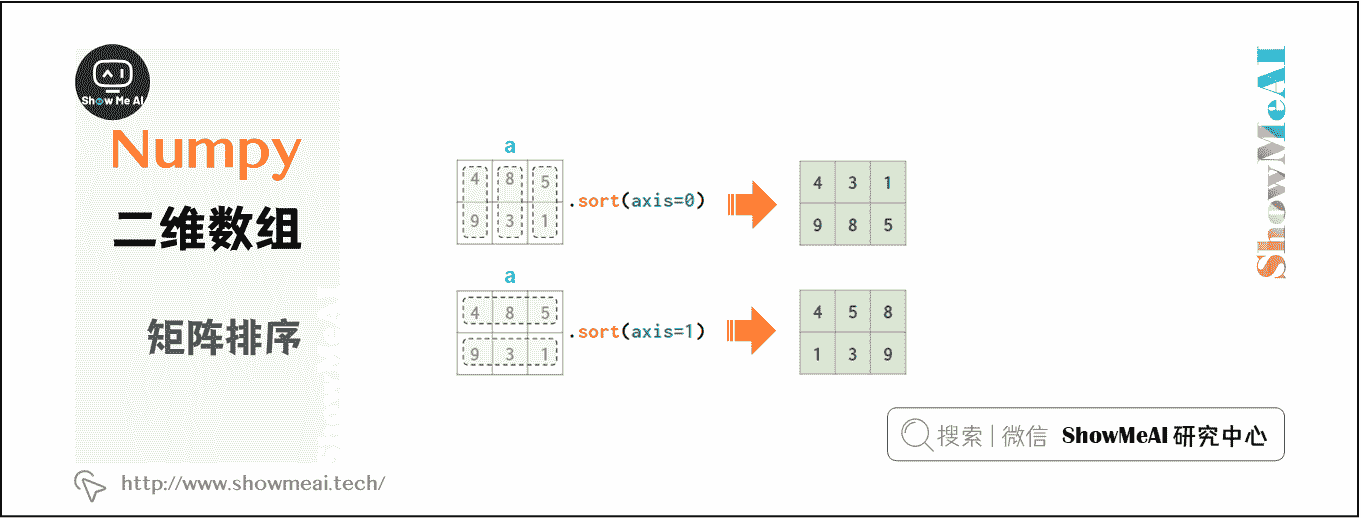 Show Me AI
Numpy
二维数组
矩阵排序
a
4 8 5
9 3 1
.sort(axis=0)
4 3 1
9 8 5
a
4 8 5
9 3 1
.sort(axis=1)
4 5 8
1 3 9
ShowMeAI
搜索 | 微信 ShowMeAI 研究中心
http://www.showmeai.tech/